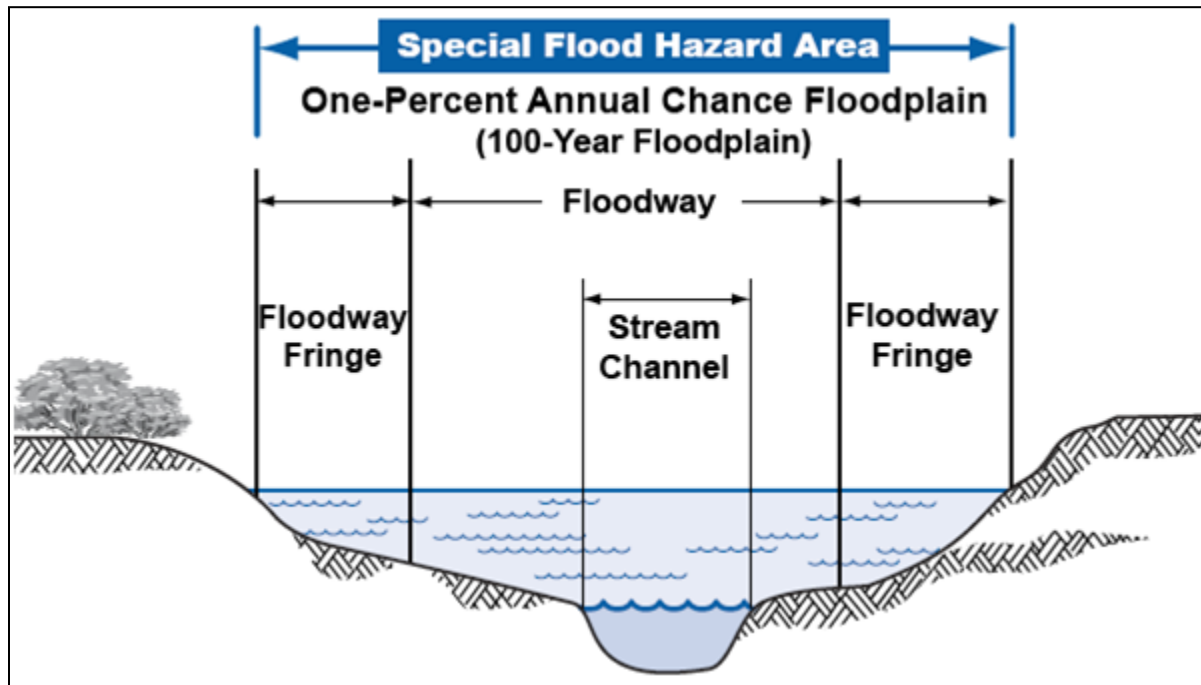 Special Flood Hazard Area
One-Percent Annual Chance Floodplain
(100-Year Floodplain)
Floodway
Floodway
Fringe
Stream
Channel
Floodway
Fringe